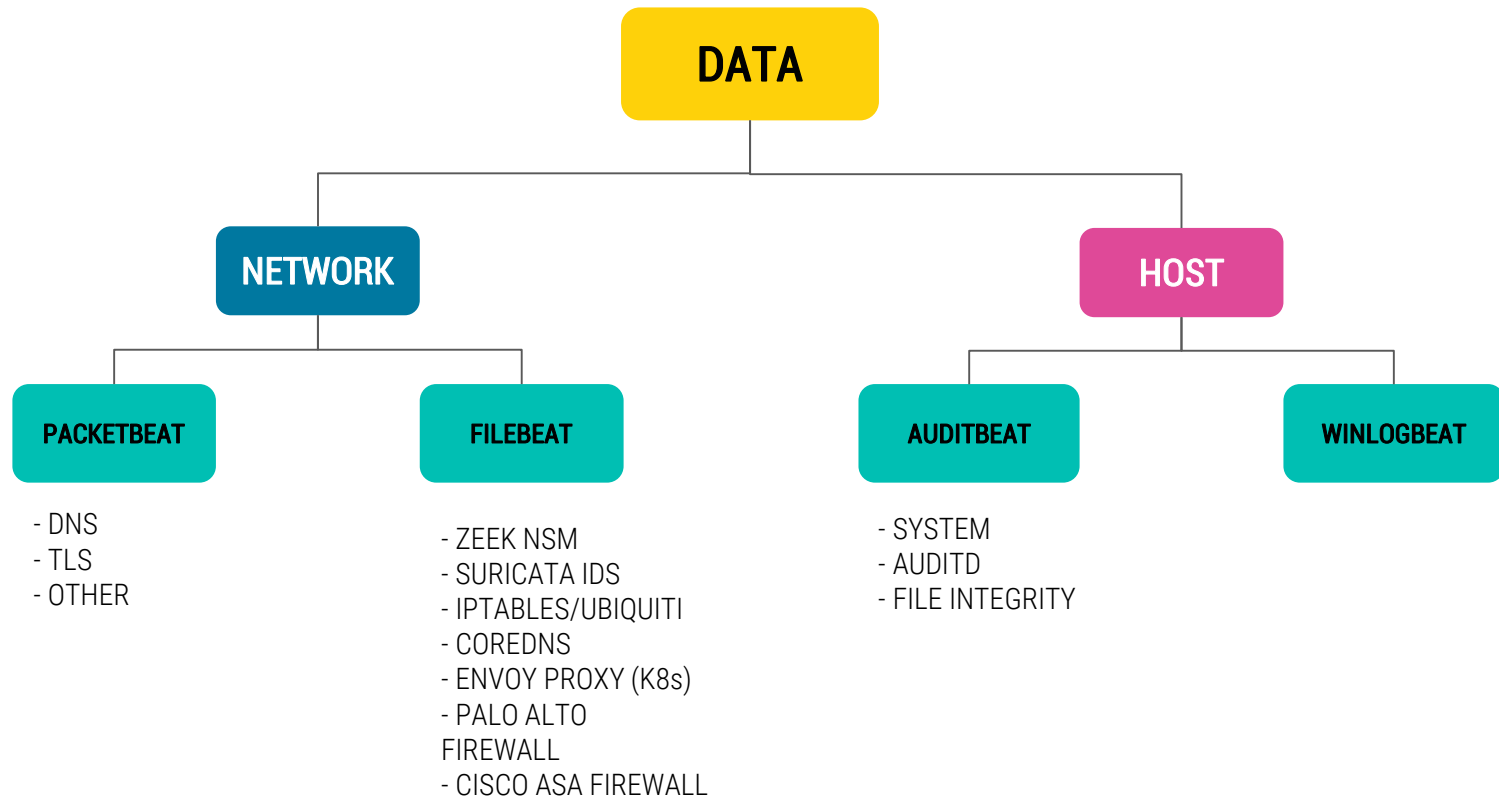 DATA
NETWORK
HOST
PACKETBEAT
FILEBEAT
AUDITBEAT
WINLOGBEAT
- DNS
- TLS
- OTHER
- ZEEK NSM
- SURICATA IDS
- IPTABLES/UBIQUITI
- COREDNS
- ENVOY PROXY (K8s)
- PALO ALTO
FIREWALL
- CISCO ASA FIREWALL
- SYSTEM
- AUDITD
- FILE INTEGRITY